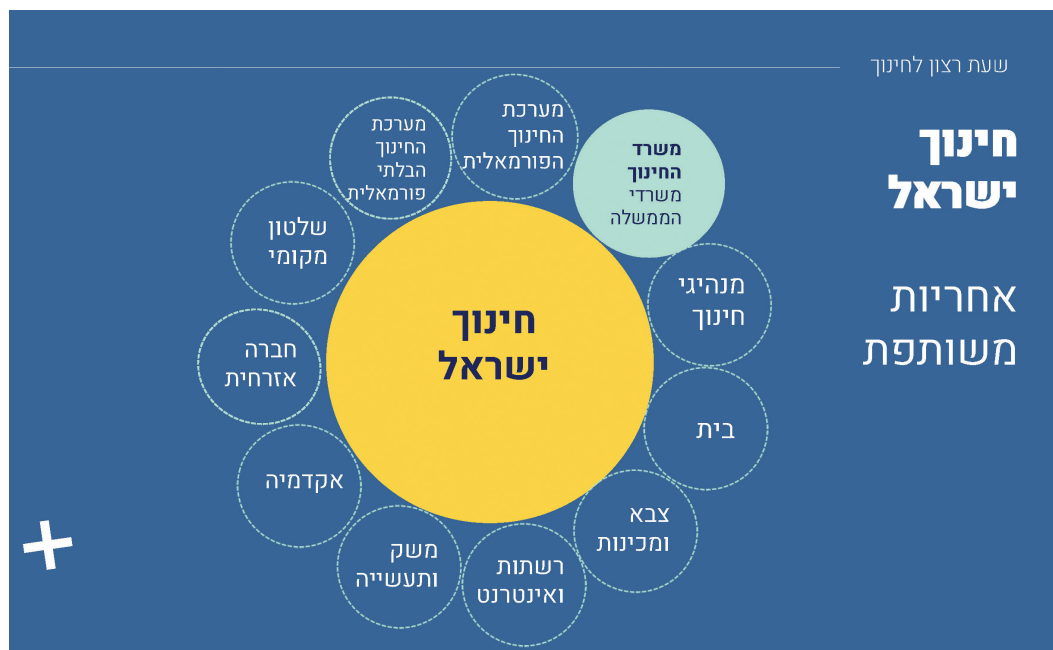 שעת רצון לחינוך
חינוך
ישראל
אחריות
משותפת
משרד
החינוך
משרדי
הממשלה
מערכת
החינוך
הפורמאלית
מערכת
החינוך
הבלתי
פורמאלית
שלטון
מקומי
חברה
אזרחית
אקדמיה
משק
ותעשייה
רשתות
ואינטרנט
צבא
ומכינות
בית
מנהיגי
חינוך
חינוך
ישראל